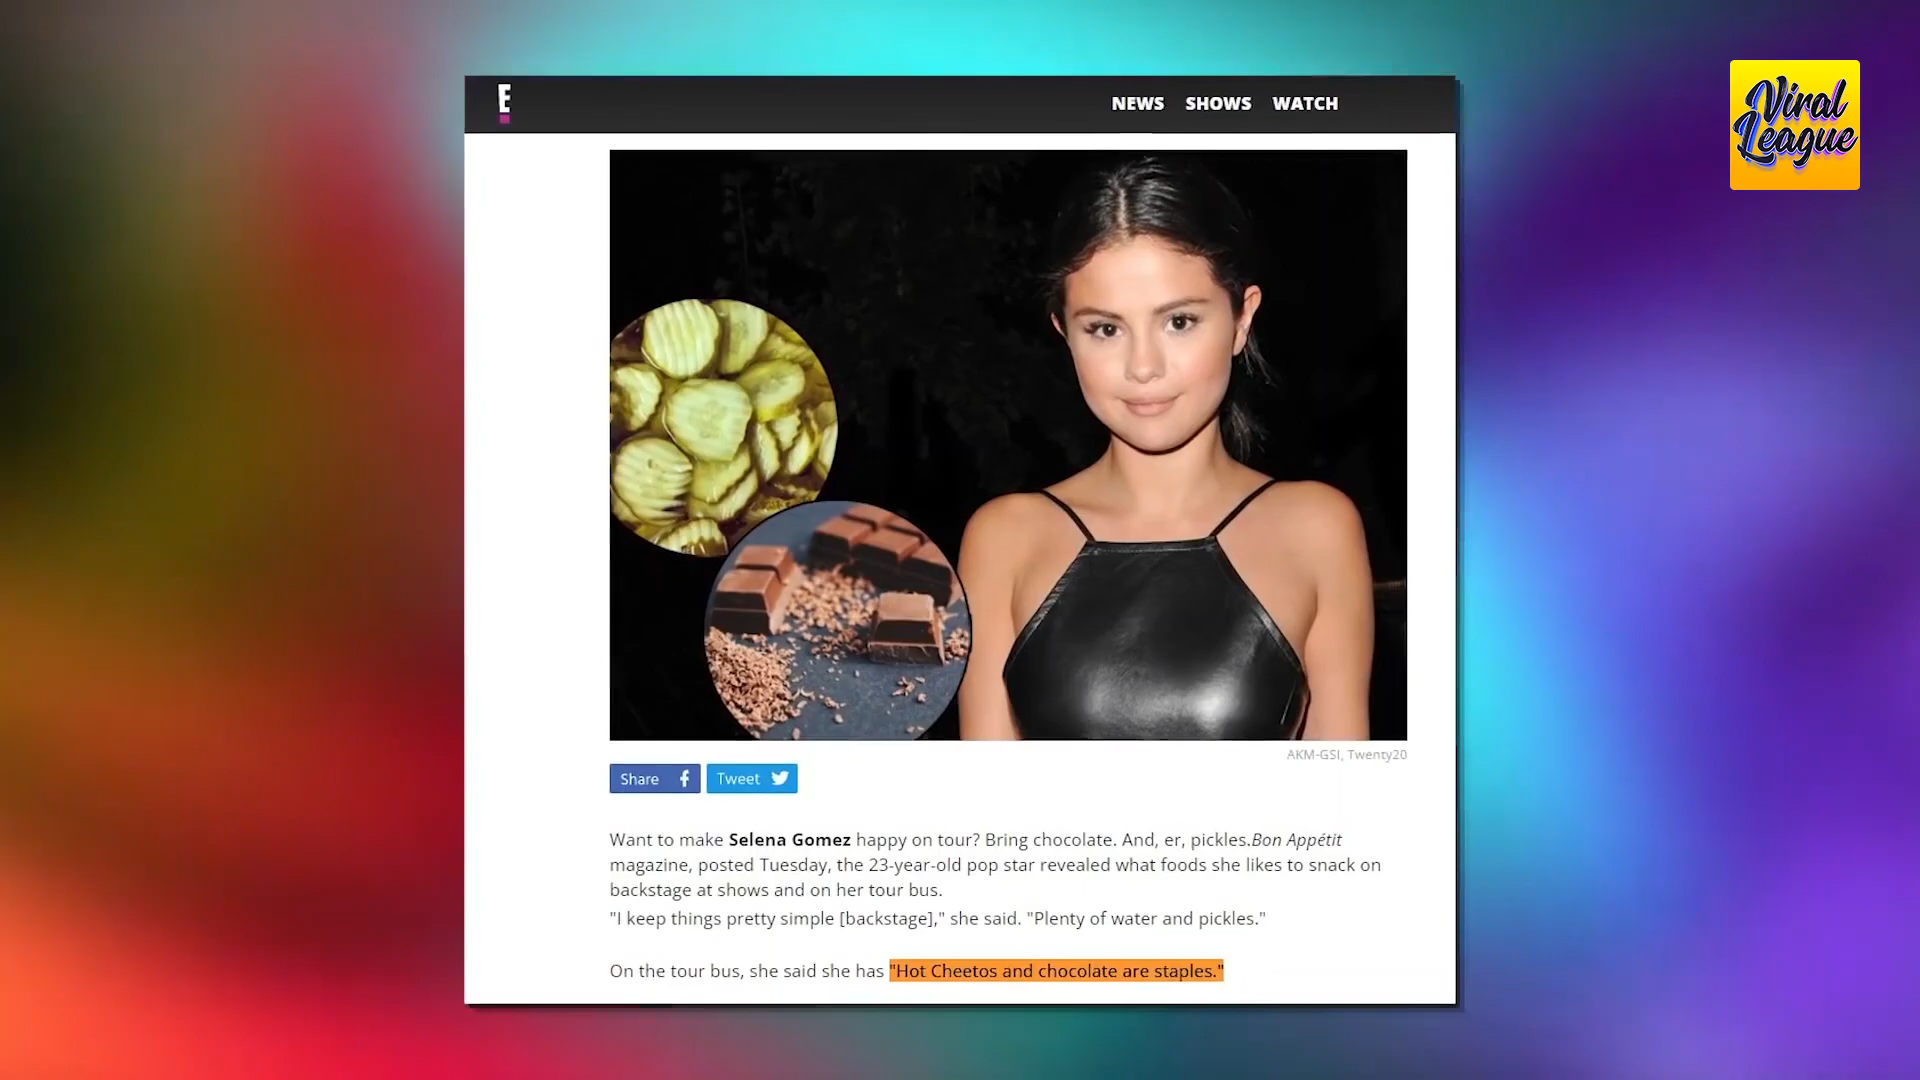 E
NEWS SHOWS WATCH
Viral
League
AKM-GSI, Twenty20
Share f Tweet
Want to make Selena Gomez happy on tour? Bring chocolate. And, er, pickles.Bon Appétit
magazine, posted Tuesday, the 23-year-old pop star revealed what foods she likes to snack on
backstage at shows and on her tour bus.
"I keep things pretty simple [backstage]," she said. "Plenty of water and pickles."
On the tour bus, she said she has "Hot Cheetos and chocolate are staples."